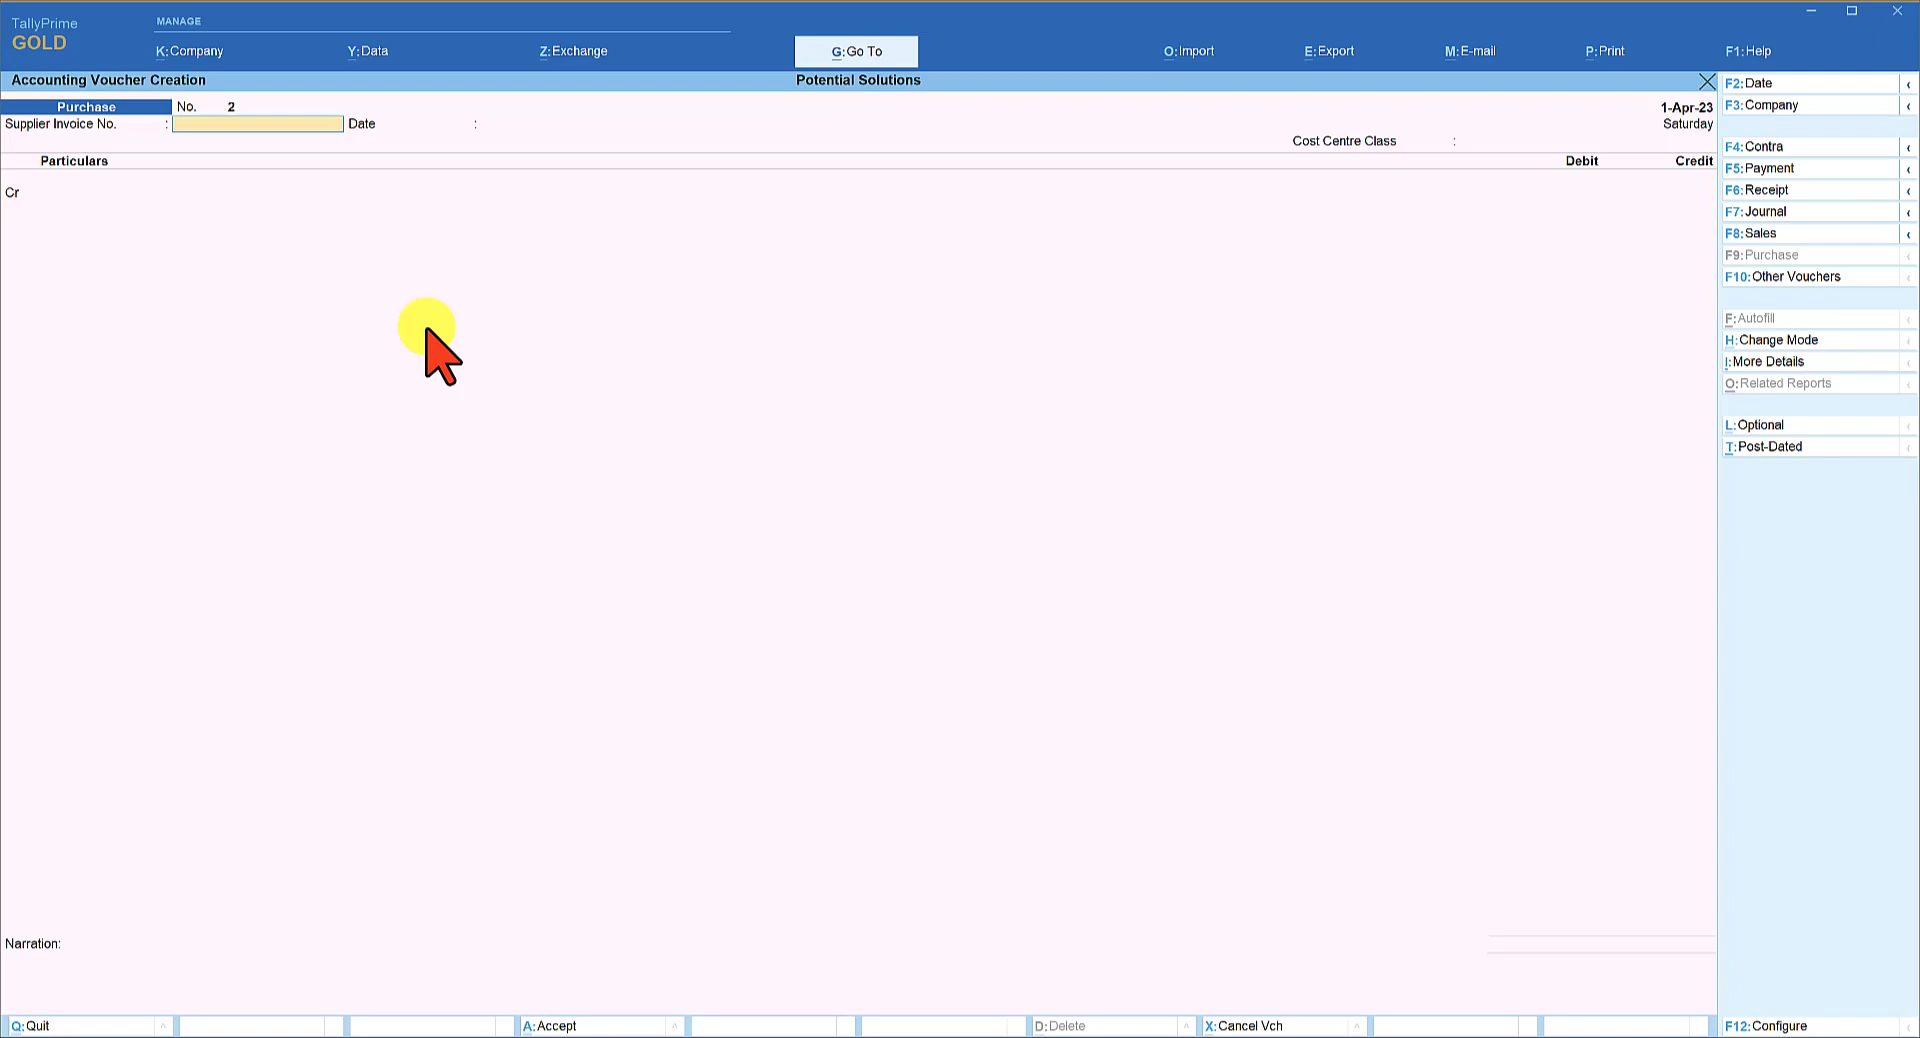 TallyPrime
GOLD
MANAGE
K:Company
Y:Data
Z:Exchange
G:Go To
O:Import
E:Export
M:E-mail
P:Print
F1:Help
Accounting Voucher Creation
Potential Solutions
Purchase No. 2
1-Apr-23
Supplier Invoice No. : Date :
Saturday
Cost Centre Class :
Particulars Debit Credit
Cr
Narration:
F2:Date
F3:Company
F4:Contra
F5:Payment
F6:Receipt
F7:Journal
F8:Sales
F9:Purchase
F10:Other Vouchers
F:Autofill
H:Change Mode
I:More Details
O:Related Reports
L:Optional
T:Post-Dated
Q:Quit
A:Accept
D:Delete
X:Cancel Vch
F12:Configure